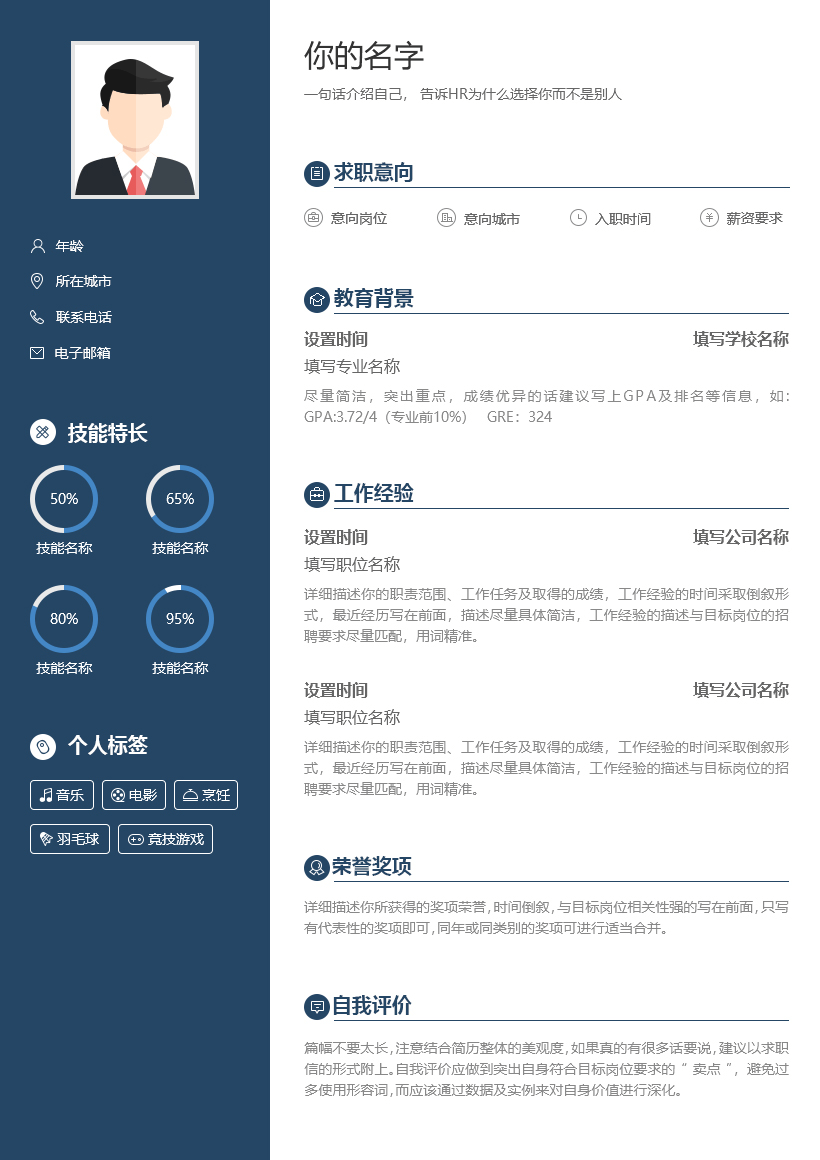 年龄
所在城市
联系电话
电子邮箱
技能特长
50%
65%
技能名称
技能名称
80%
95%
技能名称
技能名称
个人标签
音乐
电影
烹饪
羽毛球
竞技游戏
你的名字
一句话介绍自己， 告诉HR为什么选择你而不是别人
求职意向
意向岗位
意向城市
入职时间
薪资要求
教育背景
设置时间
填写学校名称
填写专业名称
尽量简洁，突出重点，成绩优异的话建议写上GPA及排名等信息，如：
GPA:3.72/4（专业前10%） GRE：324
工作经验
设置时间
填写公司名称
填写职位名称
详细描述你的职责范围、工作任务及取得的成绩，工作经验的时间采取倒叙形
式，最近经历写在前面，描述尽量具体简洁，工作经验的描述与目标岗位的招
聘要求尽量匹配，用词精准。
设置时间
填写公司名称
填写职位名称
详细描述你的职责范围、工作任务及取得的成绩，工作经验的时间采取倒叙形
式，最近经历写在前面，描述尽量具体简洁，工作经验的描述与目标岗位的招
聘要求尽量匹配，用词精准。
荣誉奖项
详细描述你所获得的奖项荣誉，时间倒叙，与目标岗位相关性强的写在前面，只写
有代表性的奖项即可，同年或同类别的奖项可进行适当合并。
自我评价
篇幅不要太长，注意结合简历整体的美观度，如果真的有很多话要说，建议以求职
信的形式附上。自我评价应做到突出自身符合目标岗位要求的“ 卖点 ”，避免过
多使用形容词，而应该通过数据及实例来对自身价值进行深化。